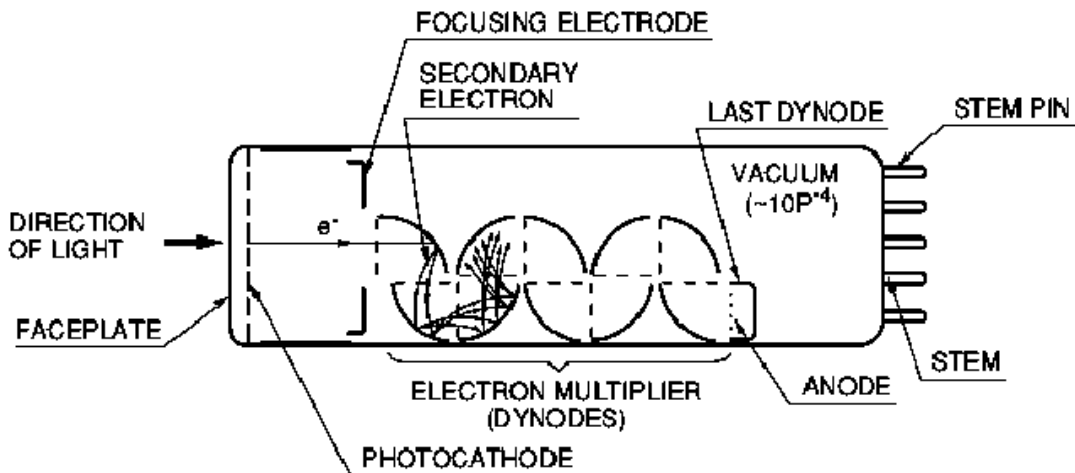 FOCUSING ELECTRODE
SECONDARY
ELECTRON
LAST DYNODE
STEM PIN
VACUUM
(~10P⁻⁴)
DIRECTION
OF LIGHT
e⁻
FACEPLATE
STEM
ELECTRON MULTIPLIER
(DYNODES)
ANODE
PHOTOCATHODE